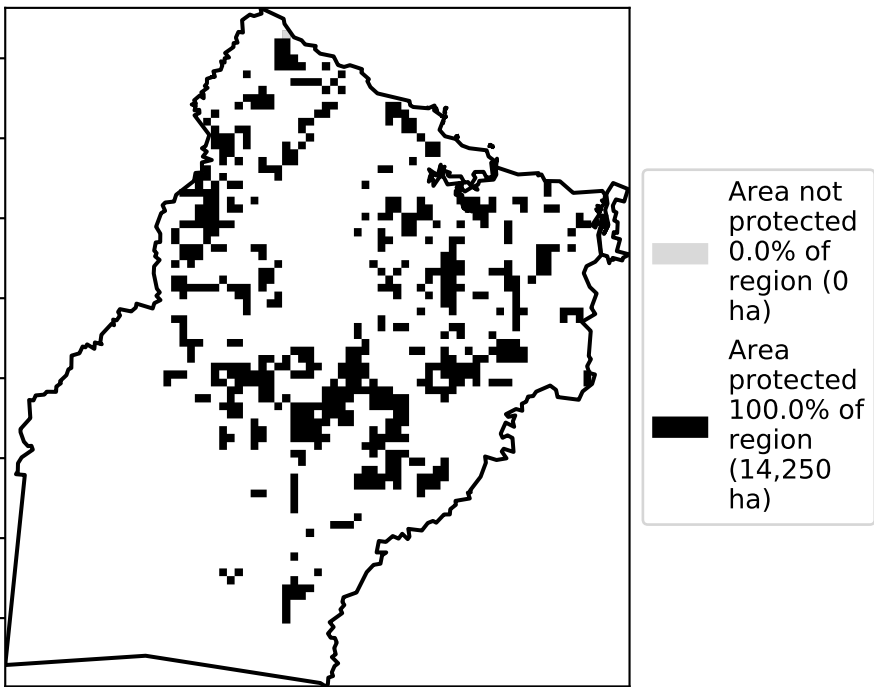 Area not
protected
0.0% of
region (0
ha)
Area
protected
100.0% of
region
(14,250
ha)